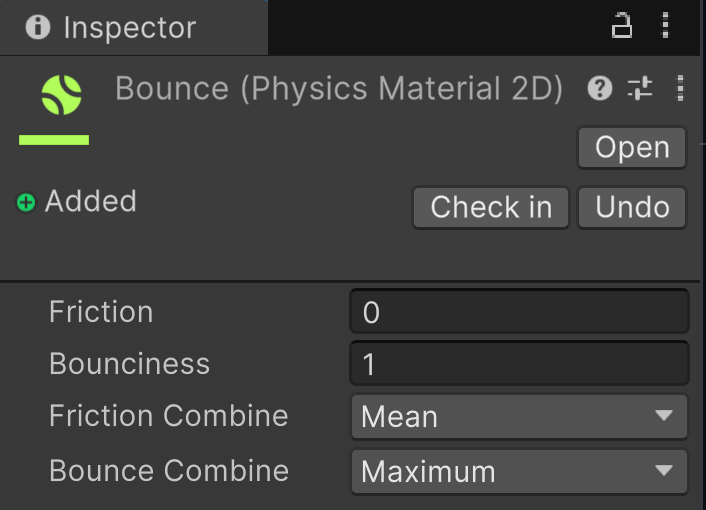 Inspector
Bounce (Physics Material 2D)
Open
Added
Check in Undo
Friction 0
Bounciness 1
Friction Combine Mean
Bounce Combine Maximum